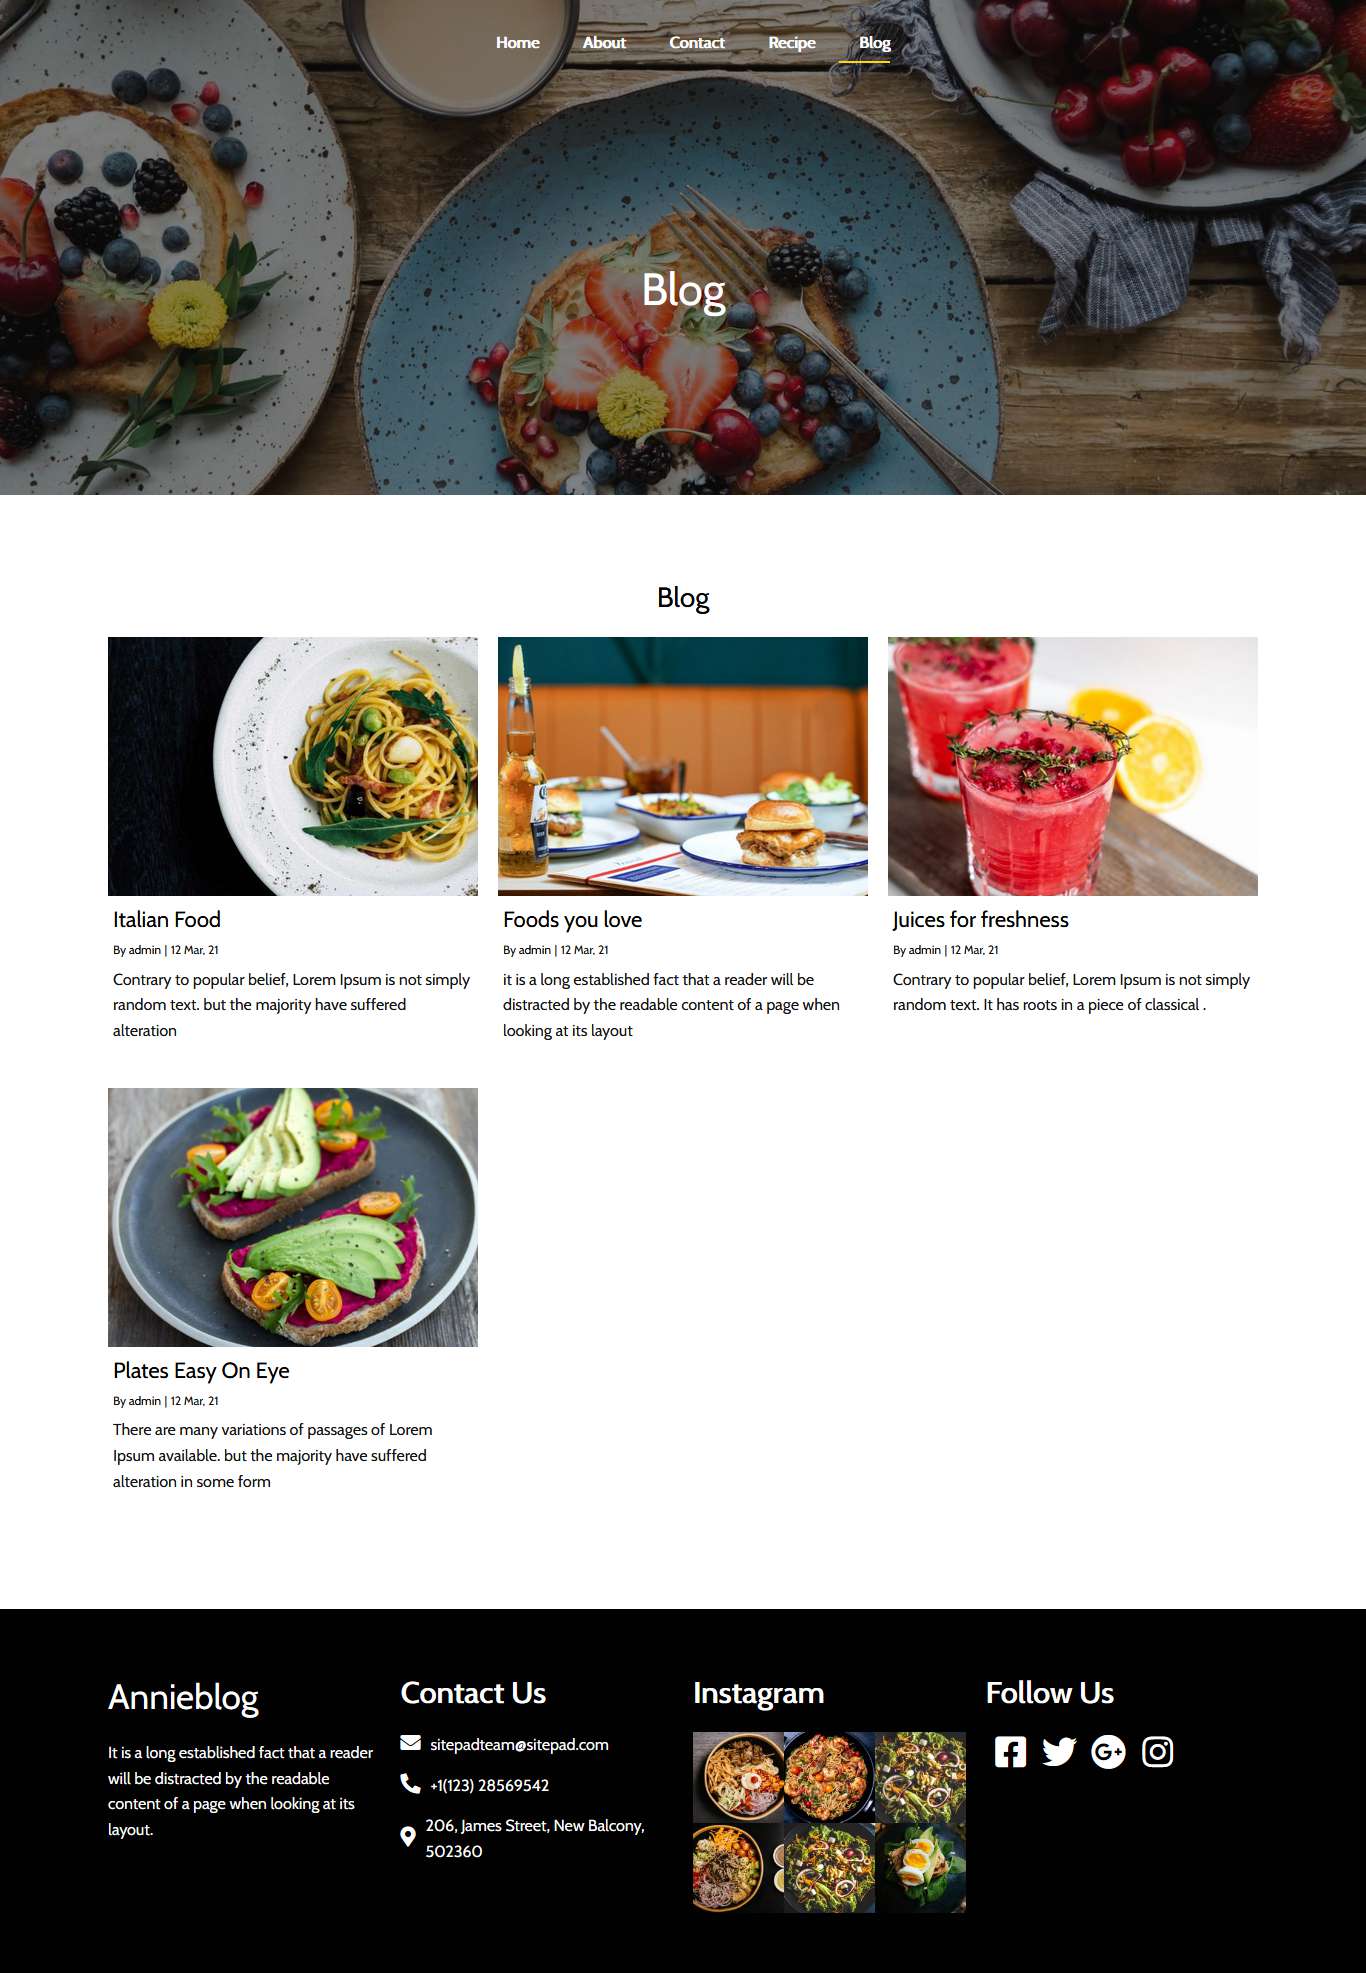 Home About Contact Recipe Blog
Blog
Blog
Italian Food
By admin | 12 Mar, 21
Contrary to popular belief, Lorem Ipsum is not simply
random text. but the majority have suffered
alteration
Foods you love
By admin | 12 Mar, 21
it is a long established fact that a reader will be
distracted by the readable content of a page when
looking at its layout
Juices for freshness
By admin | 12 Mar, 21
Contrary to popular belief, Lorem Ipsum is not simply
random text. It has roots in a piece of classical .
Plates Easy On Eye
By admin | 12 Mar, 21
There are many variations of passages of Lorem
Ipsum available. but the majority have suffered
alteration in some form
Annieblog
It is a long established fact that a reader
will be distracted by the readable
content of a page when looking at its
layout.
Contact Us
sitepadteam@sitepad.com
+1(123) 28569542
206, James Street, New Balcony,
502360
Instagram
Follow Us